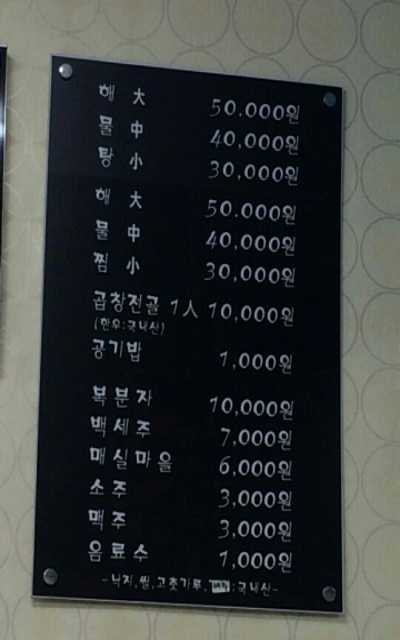 해 大 50.000원
물 中 40,000원
탕 小 30,000원
해 大 50.000원
물 中 40,000원
찜 小 30,000원
곱창전골 1人 10,000원
(한우:국내산)
공기밥 1,000원
복분자 10,000원
백세주 7,000원
매실마을 6,000원
소주 3,000원
맥주 3,000원
음료수 1,000원
-낙지,쌀,고춧가루, :국내산-